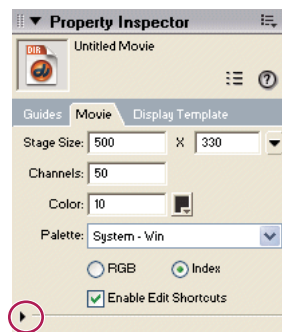 Property Inspector
DIR
Untitled Movie
Guides Movie Display Template
Stage Size: 500 X 330
Channels: 50
Color: 10
Palette: System - Win
RGB Index
Enable Edit Shortcuts